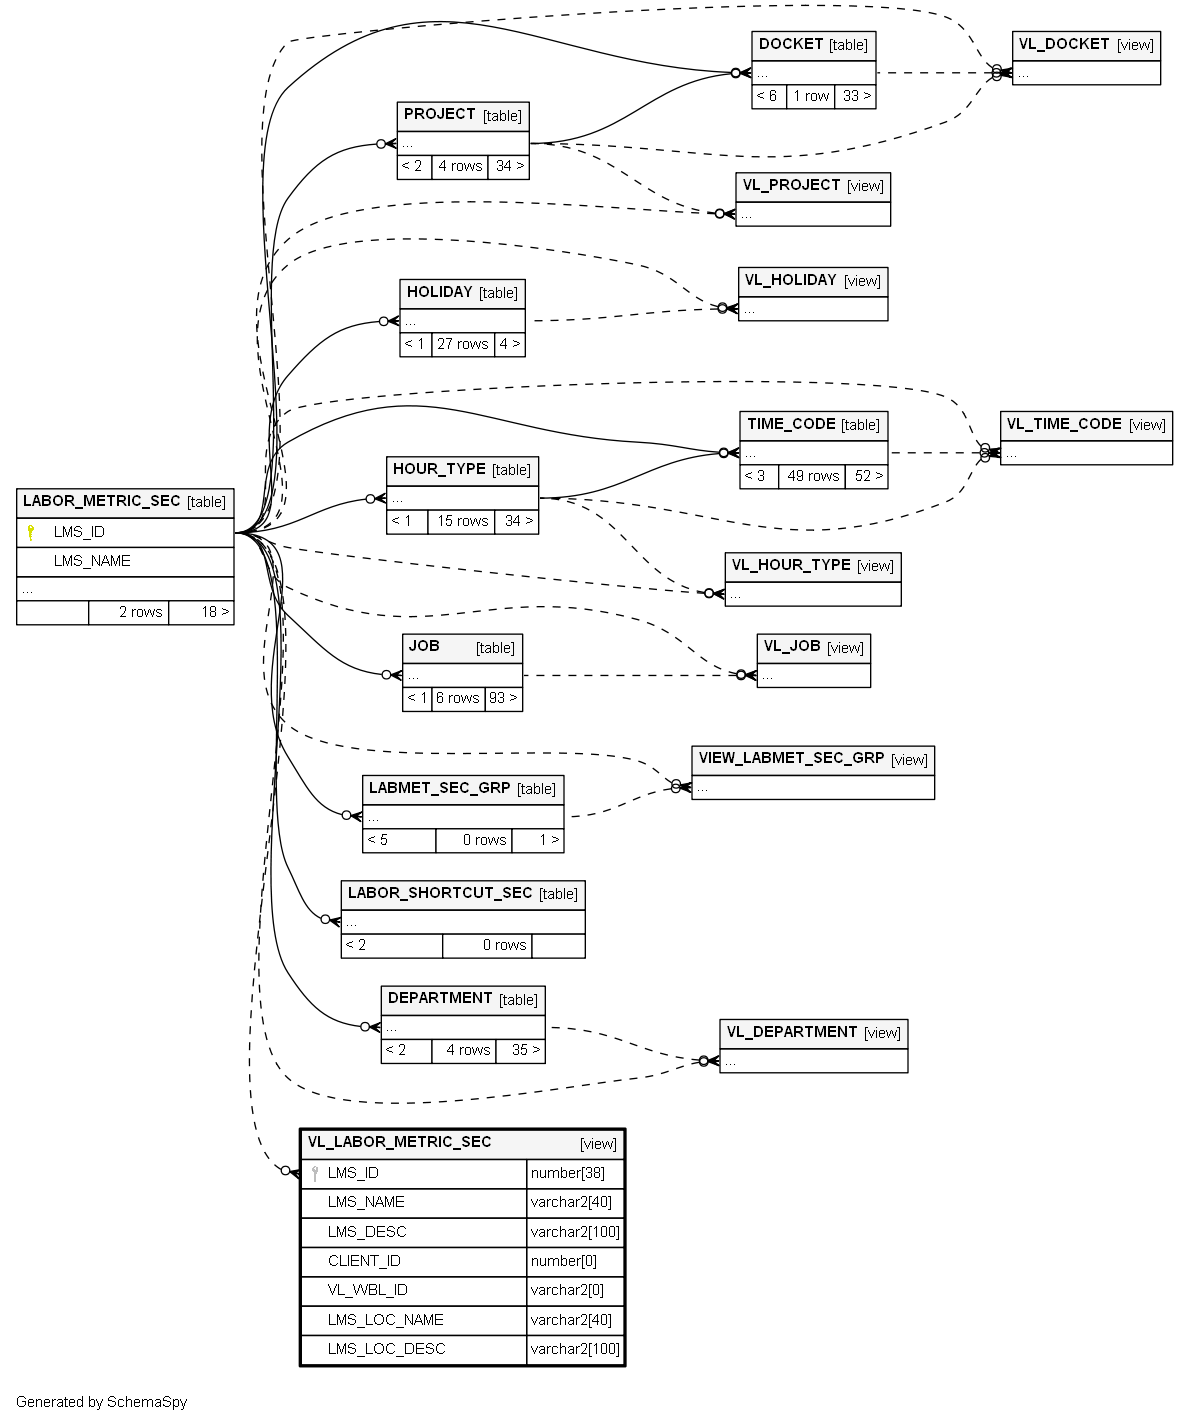 DOCKET [table]
...
< 6 1 row 33 >
VL_DOCKET [view]
...
PROJECT [table]
...
< 2 4 rows 34 >
VL_PROJECT [view]
...
HOLIDAY [table]
...
< 1 27 rows 4 >
VL_HOLIDAY [view]
...
TIME_CODE [table]
...
< 3 49 rows 52 >
VL_TIME_CODE [view]
...
HOUR_TYPE [table]
...
< 1 15 rows 34 >
LABOR_METRIC_SEC [table]
LMS_ID
LMS_NAME
...
2 rows 18 >
VL_HOUR_TYPE [view]
...
JOB [table]
...
< 1 6 rows 93 >
VL_JOB [view]
...
VIEW_LABMET_SEC_GRP [view]
...
LABMET_SEC_GRP [table]
...
< 5 0 rows 1 >
LABOR_SHORTCUT_SEC [table]
...
< 2 0 rows
DEPARTMENT [table]
...
< 2 4 rows 35 >
VL_DEPARTMENT [view]
...
VL_LABOR_METRIC_SEC [view]
LMS_ID number[38]
LMS_NAME varchar2[40]
LMS_DESC varchar2[100]
CLIENT_ID number[0]
VL_WBL_ID varchar2[0]
LMS_LOC_NAME varchar2[40]
LMS_LOC_DESC varchar2[100]
Generated by SchemaSpy